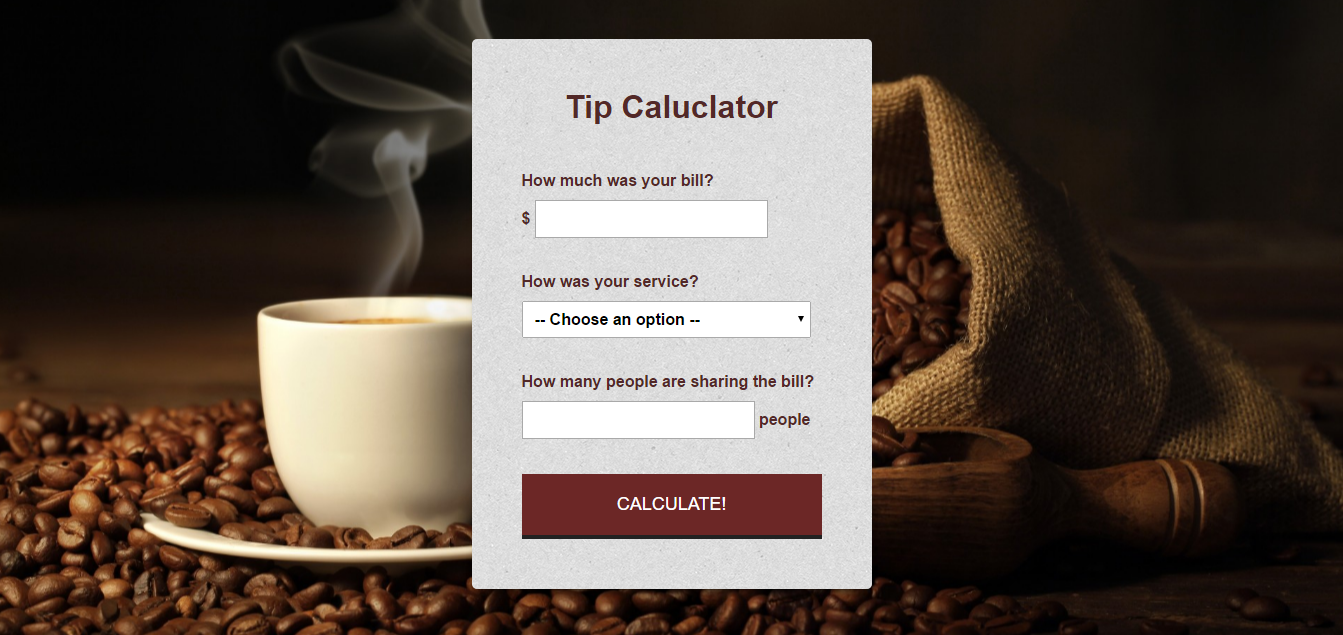 Tip Caluclator
How much was your bill?
$
How was your service?
-- Choose an option --
How many people are sharing the bill?
people
CALCULATE!